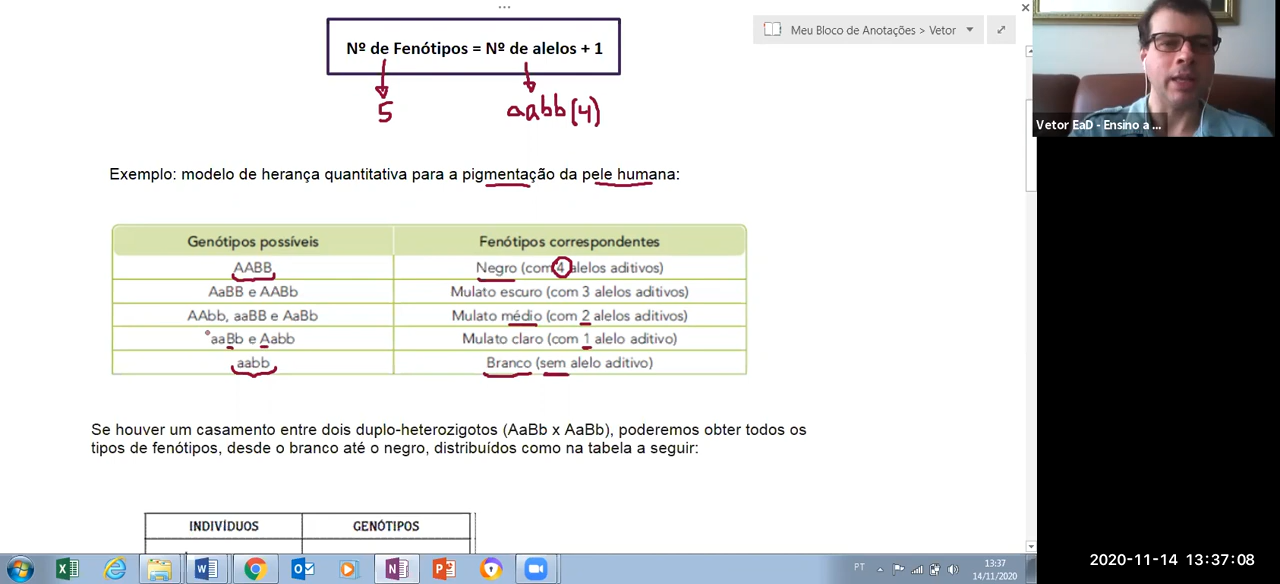 Nº de Fenótipos = Nº de alelos + 1
5 aabb (4)
Meu Bloco de Anotações > Vetor
Vetor EaD - Ensino a ...
Exemplo: modelo de herança quantitativa para a pigmentação da pele humana:
Genótipos possíveis Fenótipos correspondentes
AABB Negro (com 4 alelos aditivos)
AaBB e AABb Mulato escuro (com 3 alelos aditivos)
AAbb, aaBB e AaBb Mulato médio (com 2 alelos aditivos)
aaBb e Aabb Mulato claro (com 1 alelo aditivo)
aabb Branco (sem alelo aditivo)
Se houver um casamento entre dois duplo-heterozigotos (AaBb x AaBb), poderemos obter todos os
tipos de fenótipos, desde o branco até o negro, distribuídos como na tabela a seguir:
INDIVÍDUOS GENÓTIPOS
PT 13:37
14/11/2020
2020-11-14 13:37:08